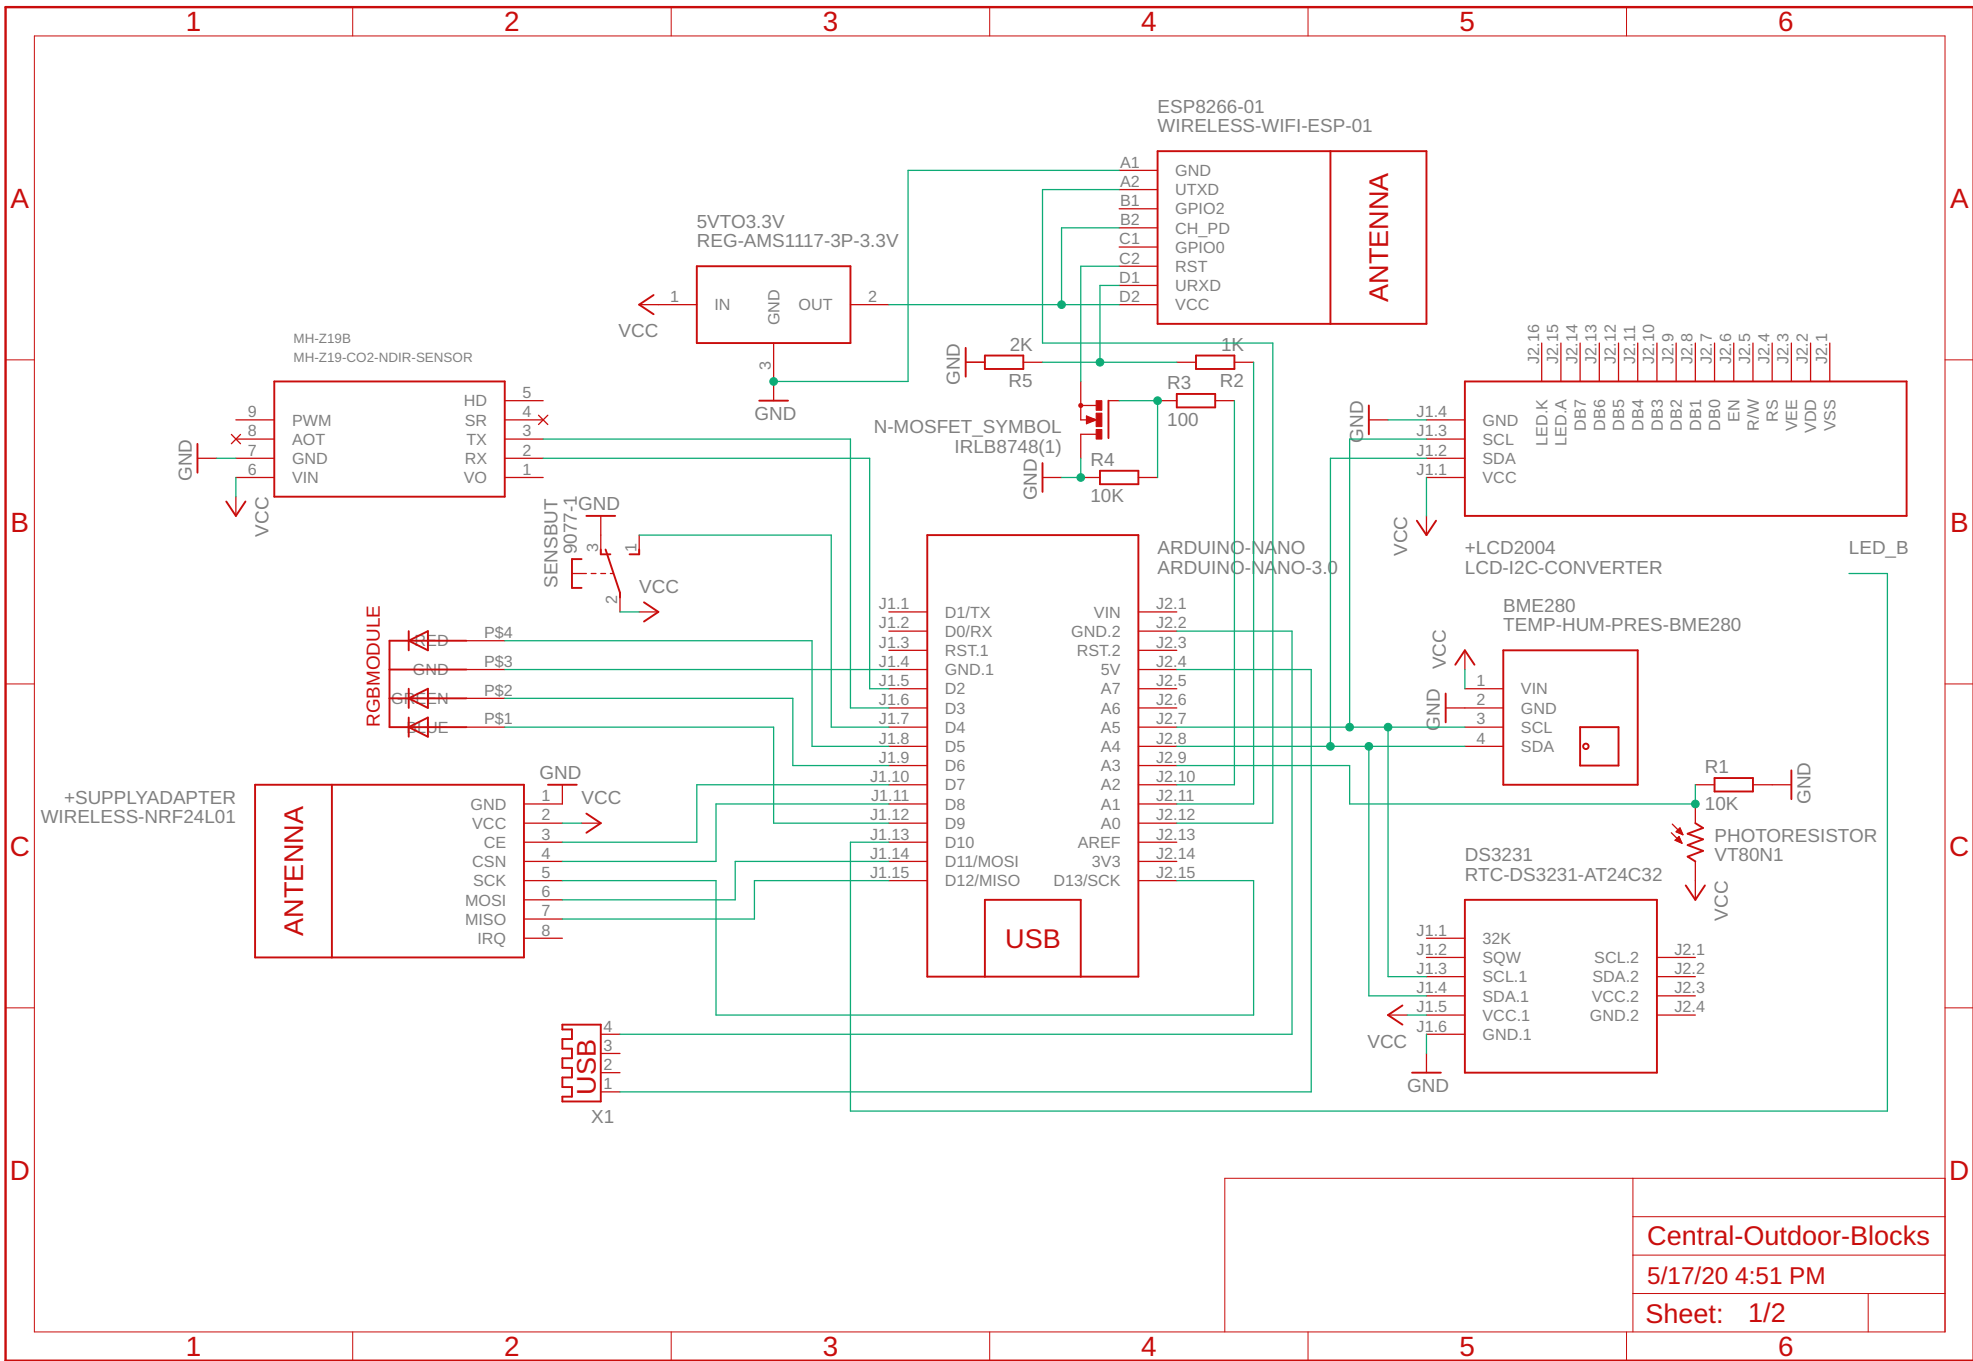 1 2 3 4 5 6
A
A
B
B
C
C
D
D
ESP8266-01
WIRELESS-WIFI-ESP-01
A1 GND
A2 UTXD
B1 GPIO2
B2 CH_PD
C1 GPIO0
C2 RST
D1 URXD
D2 VCC
ANTENNA
5VTO3.3V
REG-AMS1117-3P-3.3V
1 IN GND OUT 2
3
VCC
GND
MH-Z19B
MH-Z19-CO2-NDIR-SENSOR
HD 5
9 PWM SR 4
8 AOT TX 3
7 GND RX 2
6 VIN VO 1
GND
VCC
GND
2K
R5
1K
R2
R3
100
N-MOSFET_SYMBOL
IRLB8748(1)
GND
R4
10K
J2.16
J2.15
J2.14
J2.13
J2.12
J2.11
J2.10
J2.9
J2.8
J2.7
J2.6
J2.5
J2.4
J2.3
J2.2
J2.1
LED.K
LED.A
DB7
DB6
DB5
DB4
DB3
DB2
DB1
DB0
EN
R/W
RS
VEE
VDD
VSS
GND
J1.4 GND
J1.3 SCL
J1.2 SDA
J1.1 VCC
VCC
+LCD2004
LCD-I2C-CONVERTER
LED_B
SENSBUT
9077-1
GND
3
1
2
VCC
RGBMODULE
RED P$4
GND P$3
GREEN P$2
BLUE P$1
ARDUINO-NANO
ARDUINO-NANO-3.0
J1.1 D1/TX VIN J2.1
J1.2 D0/RX GND.2 J2.2
J1.3 RST.1 RST.2 J2.3
J1.4 GND.1 5V J2.4
J1.5 D2 A7 J2.5
J1.6 D3 A6 J2.6
J1.7 D4 A5 J2.7
J1.8 D5 A4 J2.8
J1.9 D6 A3 J2.9
J1.10 D7 A2 J2.10
J1.11 D8 A1 J2.11
J1.12 D9 A0 J2.12
J1.13 D10 AREF J2.13
J1.14 D11/MOSI 3V3 J2.14
J1.15 D12/MISO D13/SCK J2.15
USB
BME280
TEMP-HUM-PRES-BME280
VCC
GND
1 VIN
2 GND
3 SCL
4 SDA
R1
10K
GND
PHOTORESISTOR
VT80N1
VCC
+SUPPLYADAPTER
WIRELESS-NRF24L01
ANTENNA
GND
VCC
GND 1
VCC 2
CE 3
CSN 4
SCK 5
MOSI 6
MISO 7
IRQ 8
DS3231
RTC-DS3231-AT24C32
J1.1 32K
J1.2 SQW SCL.2 J2.1
J1.3 SCL.1 SDA.2 J2.2
J1.4 SDA.1 VCC.2 J2.3
J1.5 VCC.1 GND.2 J2.4
J1.6 GND.1
VCC
GND
USB
4
3
2
1
X1
Central-Outdoor-Blocks
5/17/20 4:51 PM
Sheet: 1/2
1 2 3 4 5 6